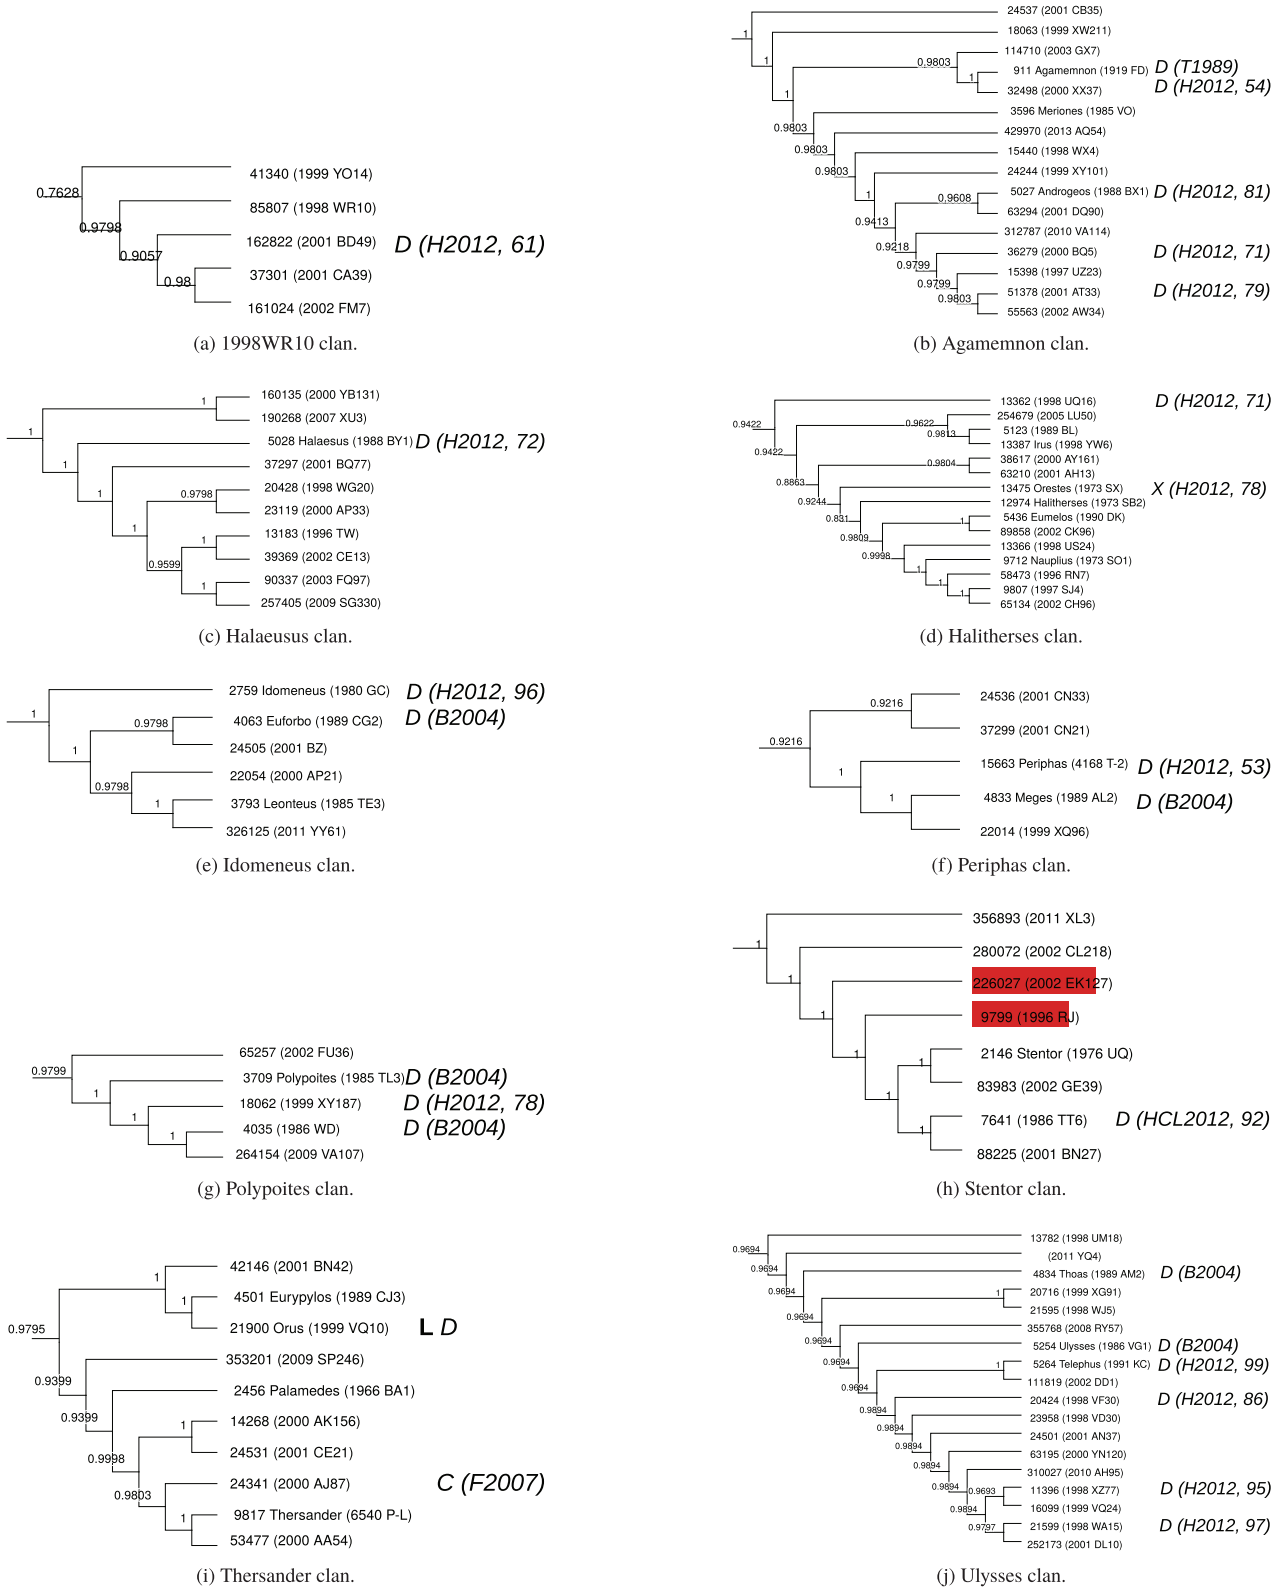 0.7628
41340 (1999 YO14)
0.9798
85807 (1998 WR10)
0.9057
162822 (2001 BD49) D (H2012, 61)
0.98
37301 (2001 CA39)
161024 (2002 FM7)
(a) 1998WR10 clan.
1
24537 (2001 CB35)
1
18063 (1999 XW211)
1
0.9803
114710 (2003 GX7)
1
911 Agamemnon (1919 FD) D (T1989)
32498 (2000 XX37) D (H2012, 54)
0.9803
3596 Meriones (1985 VO)
0.9803
429970 (2013 AQ54)
0.9803
15440 (1998 WX4)
1
24244 (1999 XY101)
0.9413
0.9608
5027 Androgeos (1988 BX1) D (H2012, 81)
63294 (2001 DQ90)
0.9218
312787 (2010 VA114)
0.9799
36279 (2000 BQ5) D (H2012, 71)
0.9799
15398 (1997 UZ23)
0.9803
51378 (2001 AT33) D (H2012, 79)
55563 (2002 AW34)
(b) Agamemnon clan.
1
1
160135 (2000 YB131)
190268 (2007 XU3)
1
5028 Halaesus (1988 BY1) D (H2012, 72)
1
37297 (2001 BQ77)
1
0.9798
20428 (1998 WG20)
23119 (2000 AP33)
0.9599
1
13183 (1996 TW)
39369 (2002 CE13)
1
90337 (2003 FQ97)
257405 (2009 SG330)
(c) Halaeusus clan.
0.9422
13362 (1998 UQ16) D (H2012, 71)
0.9422
0.9622
254679 (2005 LU50)
0.9813
5123 (1989 BL)
13387 Irus (1998 YW6)
0.8863
0.9804
38617 (2000 AY161)
63210 (2001 AH13)
0.9244
13475 Orestes (1973 SX) X (H2012, 78)
0.831
12974 Halitherses (1973 SB2)
0.9809
1
5436 Eumelos (1990 DK)
89858 (2002 CK96)
0.9998
13366 (1998 US24)
1
9712 Nauplius (1973 SO1)
1
58473 (1996 RN7)
1
9807 (1997 SJ4)
65134 (2002 CH96)
(d) Halitherses clan.
1
2759 Idomeneus (1980 GC) D (H2012, 96)
1
0.9798
4063 Euforbo (1989 CG2) D (B2004)
24505 (2001 BZ)
0.9798
22054 (2000 AP21)
1
3793 Leonteus (1985 TE3)
326125 (2011 YY61)
(e) Idomeneus clan.
0.9216
0.9216
24536 (2001 CN33)
37299 (2001 CN21)
1
15663 Periphas (4168 T-2) D (H2012, 53)
1
4833 Meges (1989 AL2) D (B2004)
22014 (1999 XQ96)
(f) Periphas clan.
0.9799
65257 (2002 FU36)
1
3709 Polypoites (1985 TL3) D (B2004)
1
18062 (1999 XY187) D (H2012, 78)
1
4035 (1986 WD) D (B2004)
264154 (2009 VA107)
(g) Polypoites clan.
1
356893 (2011 XL3)
1
280072 (2002 CL218)
1
226027 (2002 EK127)
1
9799 (1996 RJ)
1
1
2146 Stentor (1976 UQ)
83983 (2002 GE39)
1
7641 (1986 TT6) D (HCL2012, 92)
88225 (2001 BN27)
(h) Stentor clan.
0.9795
1
42146 (2001 BN42)
1
4501 Eurypylos (1989 CJ3)
21900 Orus (1999 VQ10) L D
0.9399
353201 (2009 SP246)
0.9399
2456 Palamedes (1966 BA1)
0.9998
1
14268 (2000 AK156)
24531 (2001 CE21)
0.9803
24341 (2000 AJ87) C (F2007)
1
9817 Thersander (6540 P-L)
53477 (2000 AA54)
(i) Thersander clan.
0.9694
13782 (1998 UM18)
0.9694
(2011 YQ4)
0.9694
4834 Thoas (1989 AM2) D (B2004)
0.9694
1
20716 (1999 XG91)
21595 (1998 WJ5)
0.9694
355768 (2008 RY57)
0.9694
5254 Ulysses (1986 VG1) D (B2004)
0.9894
1
5264 Telephus (1991 KC) D (H2012, 99)
111819 (2002 DD1)
0.9894
20424 (1998 VF30) D (H2012, 86)
0.9894
23958 (1998 VD30)
0.9894
24501 (2001 AN37)
0.9894
63195 (2000 YN120)
0.9894
310027 (2010 AH95)
0.9693
11396 (1998 XZ77) D (H2012, 95)
16099 (1999 VQ24)
0.9797
21599 (1998 WA15) D (H2012, 97)
252173 (2001 DL10)
(j) Ulysses clan.